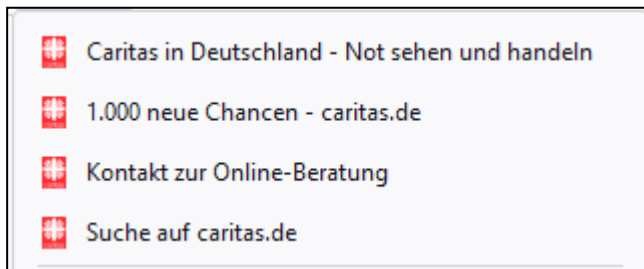 Caritas in Deutschland - Not sehen und handeln
1.000 neue Chancen - caritas.de
Kontakt zur Online-Beratung
Suche auf caritas.de